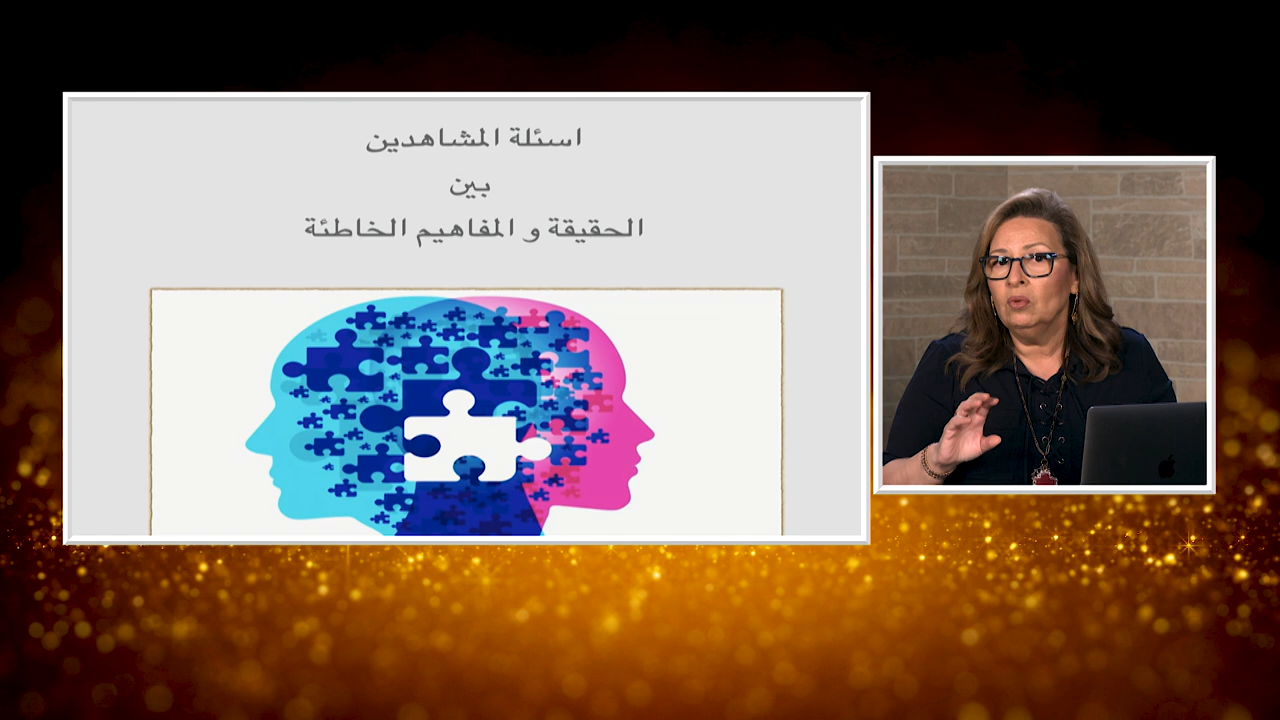 اسئلة المشاهدين
بين
الحقيقة و المفاهيم الخاطئة